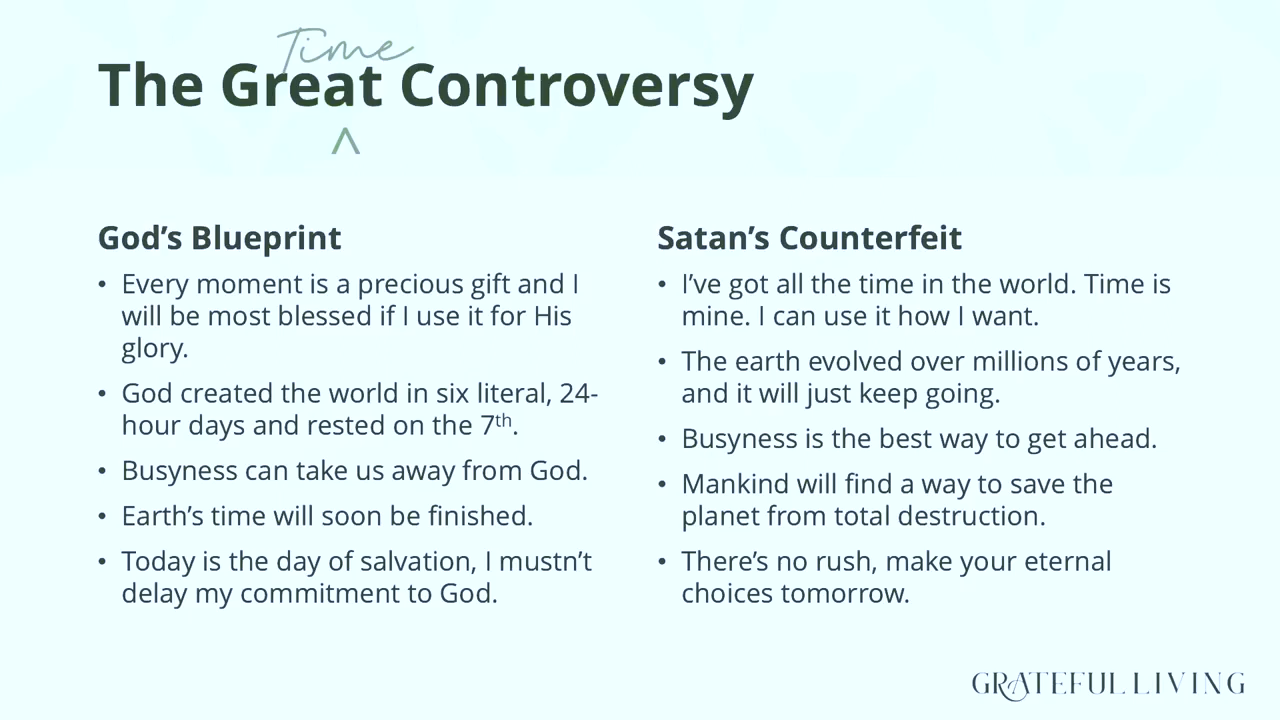 Time
The Great Controversy
^
God’s Blueprint
• Every moment is a precious gift and I
will be most blessed if I use it for His
glory.
• God created the world in six literal, 24-
hour days and rested on the 7th.
• Busyness can take us away from God.
• Earth’s time will soon be finished.
• Today is the day of salvation, I mustn’t
delay my commitment to God.
Satan’s Counterfeit
• I’ve got all the time in the world. Time is
mine. I can use it how I want.
• The earth evolved over millions of years,
and it will just keep going.
• Busyness is the best way to get ahead.
• Mankind will find a way to save the
planet from total destruction.
• There’s no rush, make your eternal
choices tomorrow.
GRATEFUL LIVING